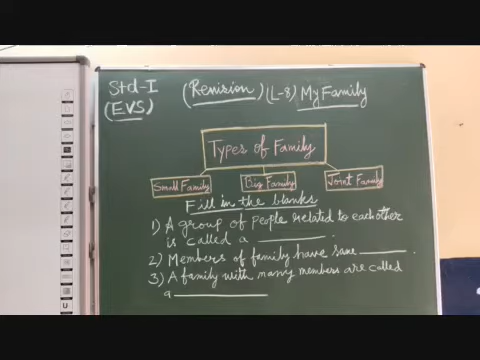 Std-I (Revision) (L-8) My Family
(EVS)
Types of Family
Small Family Big Family Joint Family
Fill in the blanks
1) A group of people related to each other
is called a ________
2) Members of family have same ________.
3) A family with many members are called
a ________